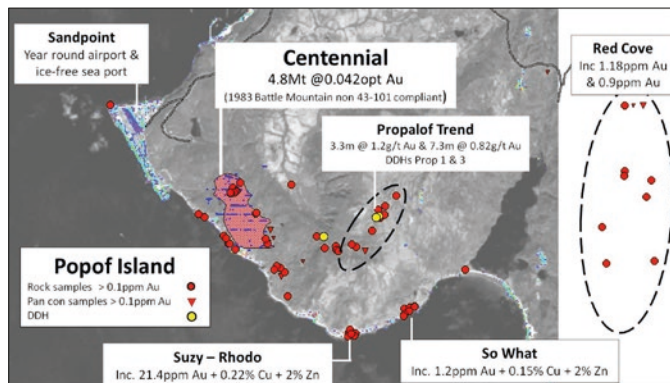 Sandpoint
Year round airport &
ice-free sea port
Centennial
4.8Mt @0.042opt Au
(1983 Battle Mountain non 43-101 compliant)
Red Cove
Inc 1.18ppm Au
& 0.9ppm Au
Propalof Trend
3.3m @ 1.2g/t Au & 7.3m @ 0.82g/t Au
DDHs Prop 1 & 3
Popof Island
Rock samples > 0.1ppm Au
Pan con samples > 0.1ppm Au
DDH
Suzy – Rhodo
Inc. 21.4ppm Au + 0.22% Cu + 2% Zn
So What
Inc. 1.2ppm Au + 0.15% Cu + 2% Zn